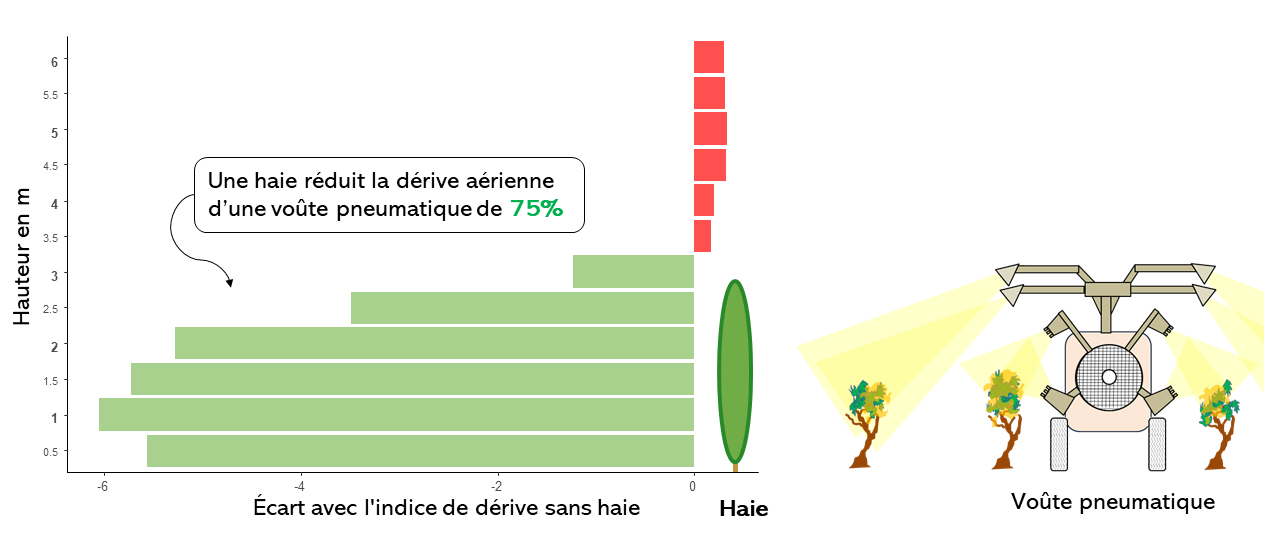 6
5.5
5
4.5
4
3.5
3
2.5
2
1.5
1
0.5
Hauteur en m
Une haie réduit la dérive aérienne
d’une voûte pneumatique de 75%
-6
-4
-2
0
Écart avec l'indice de dérive sans haie
Haie
Voûte pneumatique